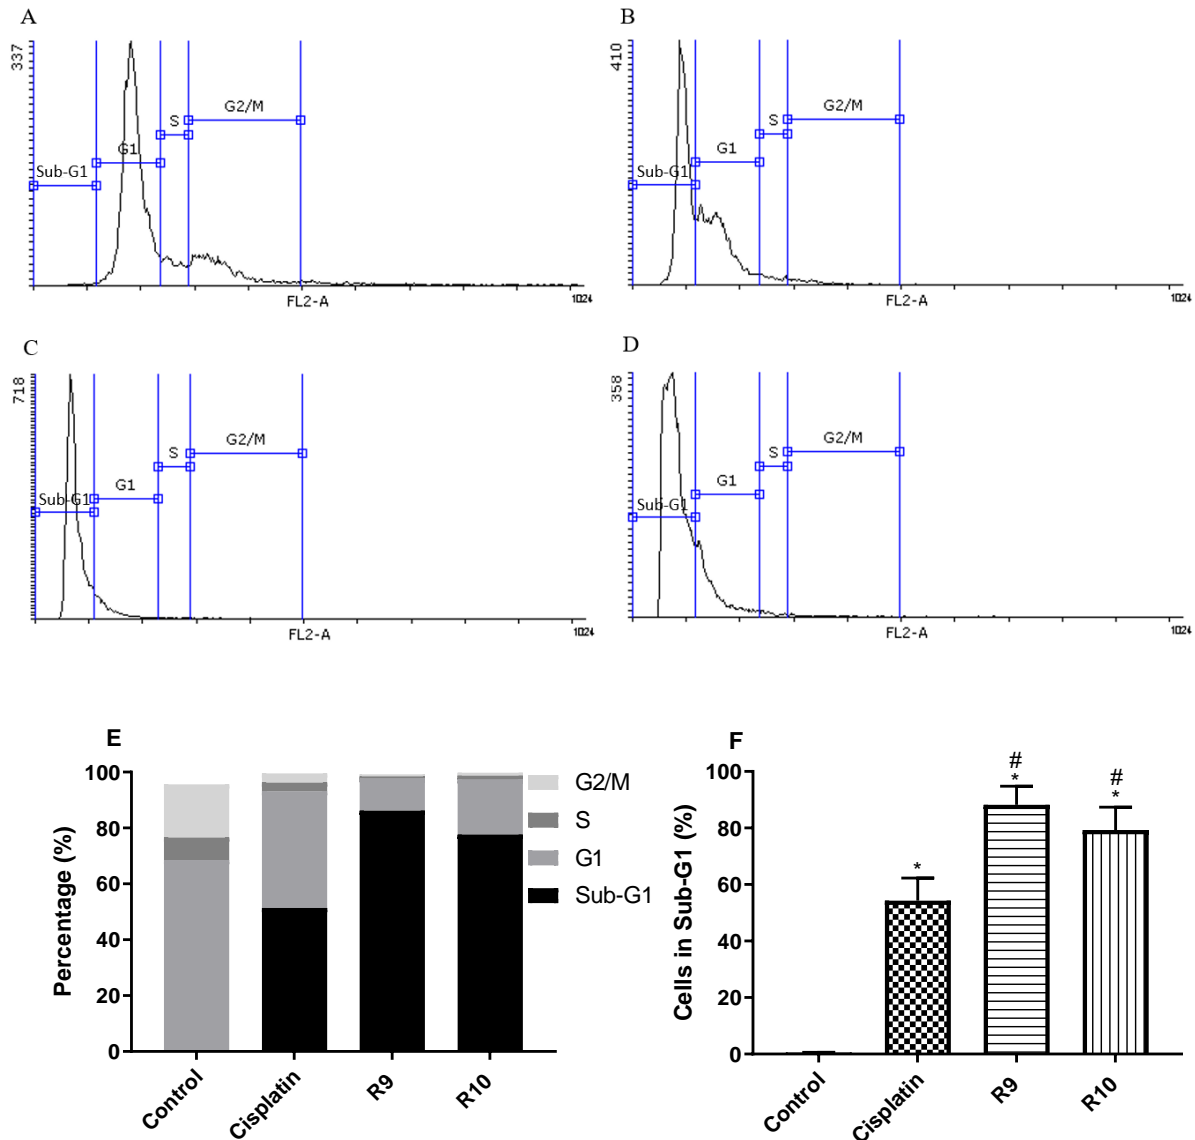 A
337
Sub-G1
G1
S
G2/M
FL2-A
1024
B
410
Sub-G1
G1
S
G2/M
FL2-A
1024
C
718
Sub-G1
G1
S
G2/M
FL2-A
1024
D
358
Sub-G1
G1
S
G2/M
FL2-A
1024
E
Percentage (%)
100
80
60
40
20
0
Control
Cisplatin
R9
R10
G2/M
S
G1
Sub-G1
F
Cells in Sub-G1 (%)
100
80
60
40
20
0
*
#
*
#
*
Control
Cisplatin
R9
R10